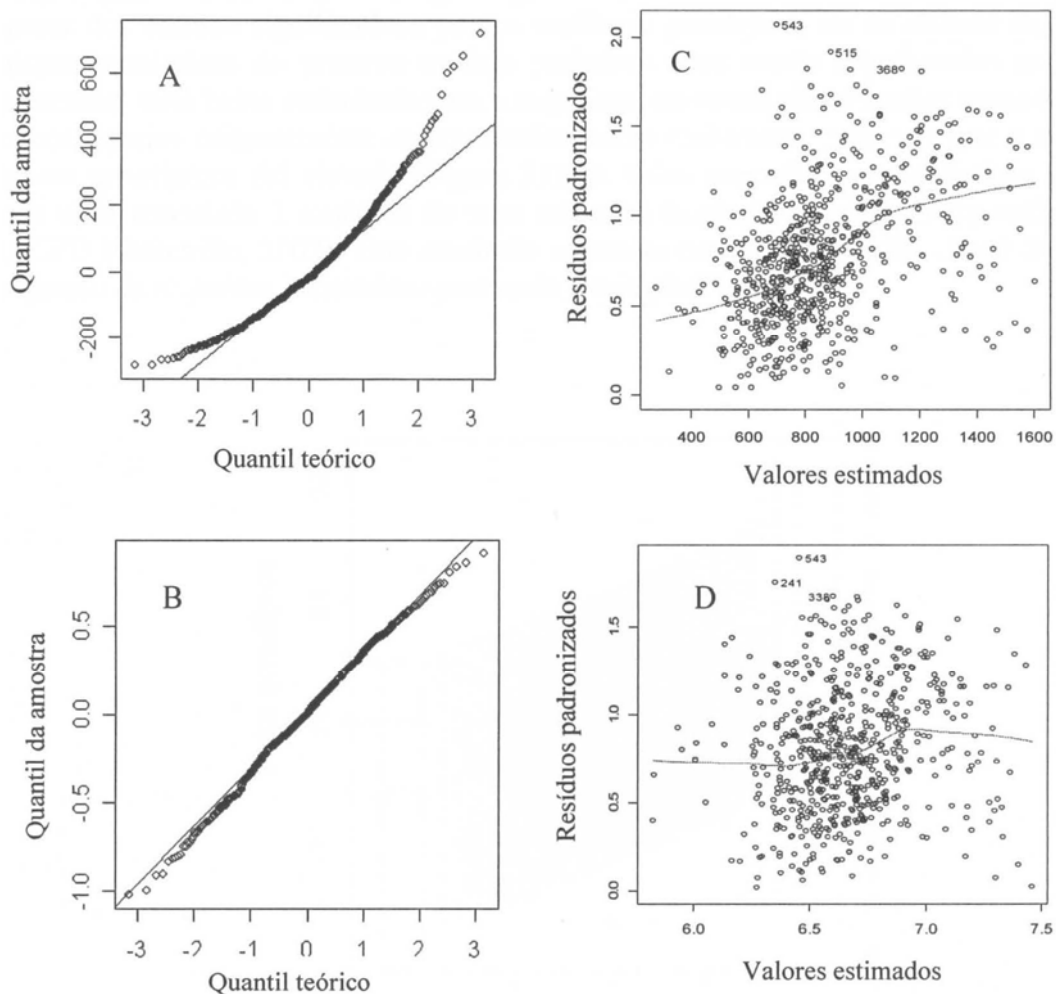 A
Quantil da amostra
600
400
200
0
-200
-3 -2 -1 0 1 2 3
Quantil teórico
C
543
515
368
Resíduos padronizados
2.0
1.5
1.0
0.5
0.0
400 600 800 1000 1200 1400 1600
Valores estimados
B
Quantil da amostra
0.5
0.0
-0.5
-1.0
-3 -2 -1 0 1 2 3
Quantil teórico
D
543
241
Resíduos padronizados
1.5
1.0
0.5
0.0
6.0 6.5 7.0 7.5
Valores estimados